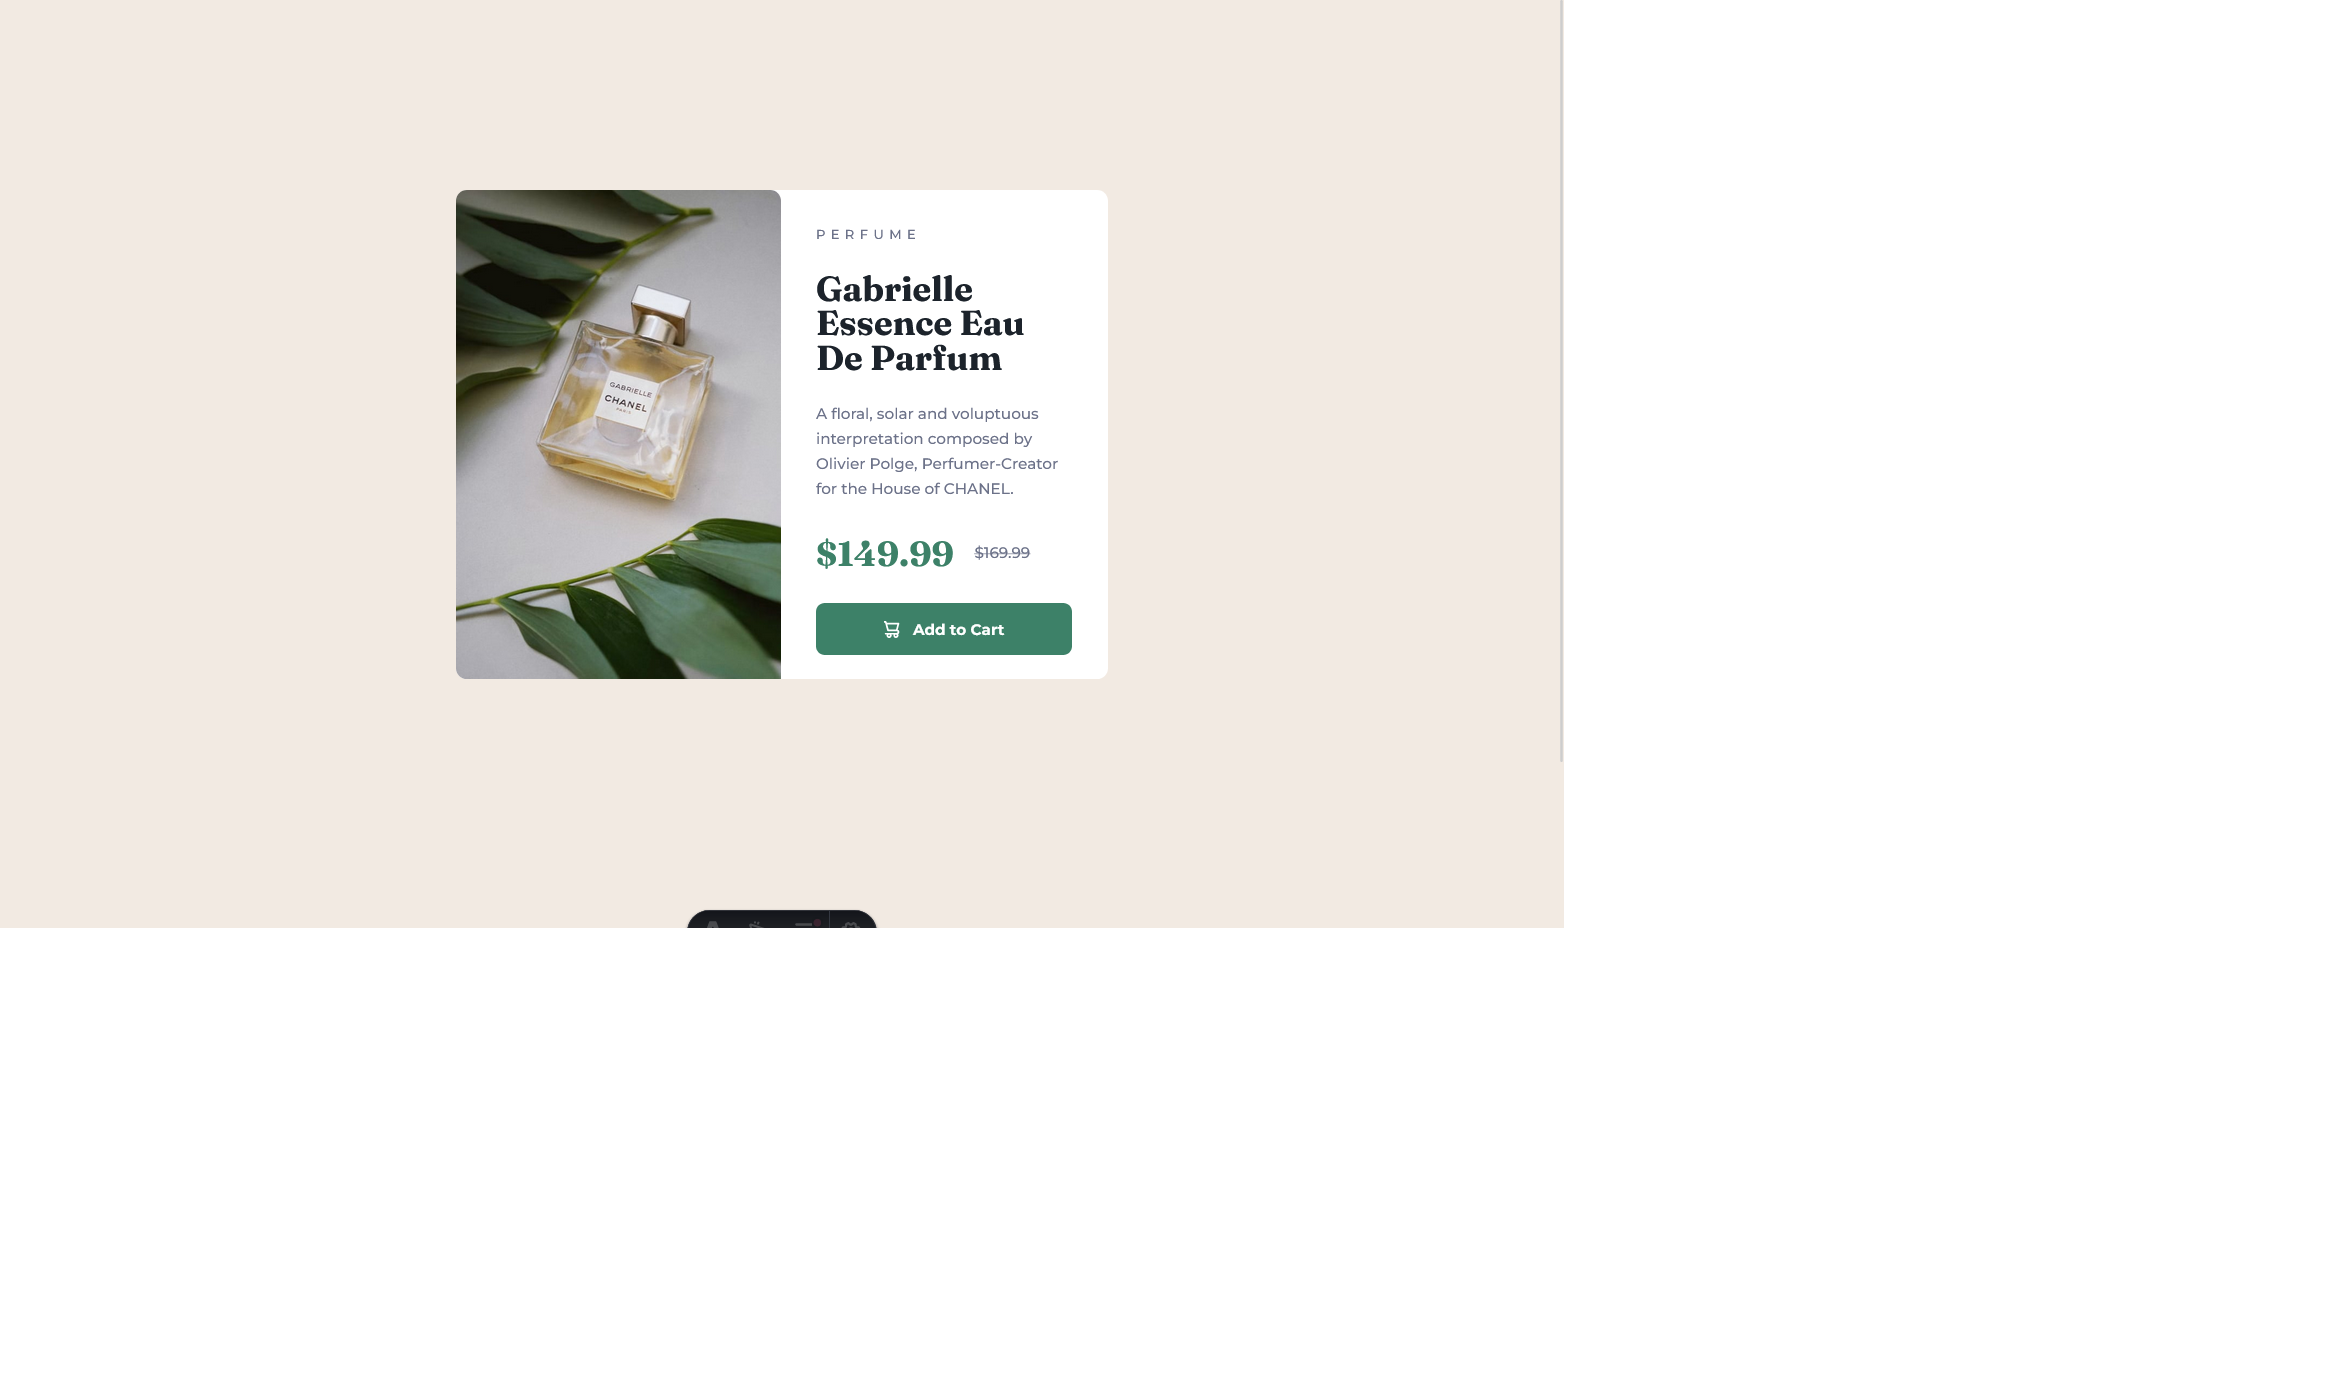 PERFUME
Gabrielle
Essence Eau
De Parfum
A floral, solar and voluptuous
interpretation composed by
Olivier Polge, Perfumer-Creator
for the House of CHANEL.
$149.99 $169.99
Add to Cart
GABRIELLE
CHANEL
PARIS